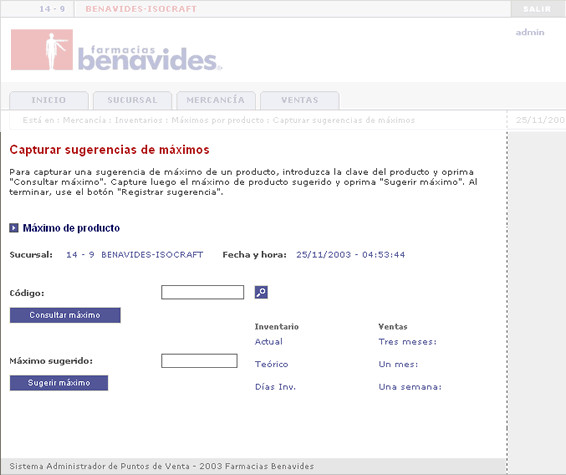 14 - 9 BENAVIDES-ISOCRAFT SALIR
admin
farmacias
benavides
INICIO SUCURSAL MERCANCÍA VENTAS
Está en : Mercancía : Inventarios : Máximos por producto : Capturar sugerencias de máximos 25/11/200
Capturar sugerencias de máximos
Para capturar una sugerencia de máximo de un producto, introduzca la clave del producto y oprima
"Consultar máximo". Capture luego el máximo de producto sugerido y oprima "Sugerir máximo". Al
terminar, use el botón "Registrar sugerencia".
Máximo de producto
Sucursal: 14 - 9 BENAVIDES-ISOCRAFT Fecha y hora: 25/11/2003 - 04:53:44
Código:
Consultar máximo
Inventario Ventas
Actual Tres meses:
Máximo sugerido: Teórico Un mes:
Sugerir máximo Días Inv. Una semana:
Sistema Administrador de Puntos de Venta - 2003 Farmacias Benavides